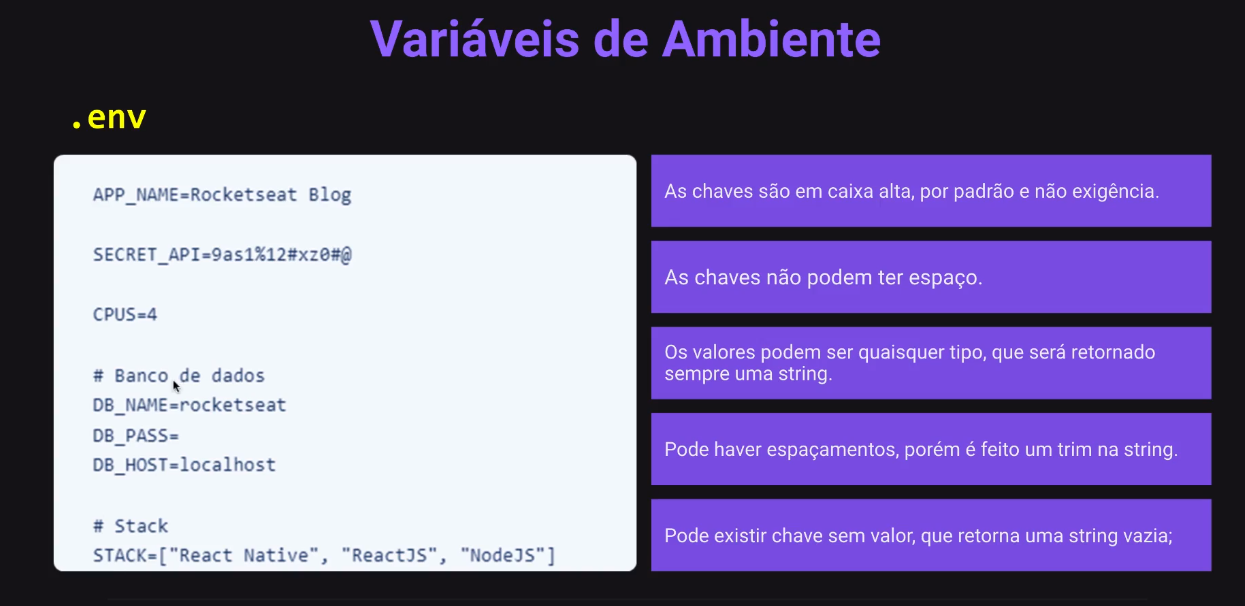 Variáveis de Ambiente
.env
APP_NAME=Rocketseat Blog
SECRET_API=9as1%12#xz0#@
CPUS=4
# Banco de dados
DB_NAME=rocketseat
DB_PASS=
DB_HOST=localhost
# Stack
STACK=["React Native", "ReactJS", "NodeJS"]
As chaves são em caixa alta, por padrão e não exigência.
As chaves não podem ter espaço.
Os valores podem ser quaisquer tipo, que será retornado
sempre uma string.
Pode haver espaçamentos, porém é feito um trim na string.
Pode existir chave sem valor, que retorna uma string vazia;